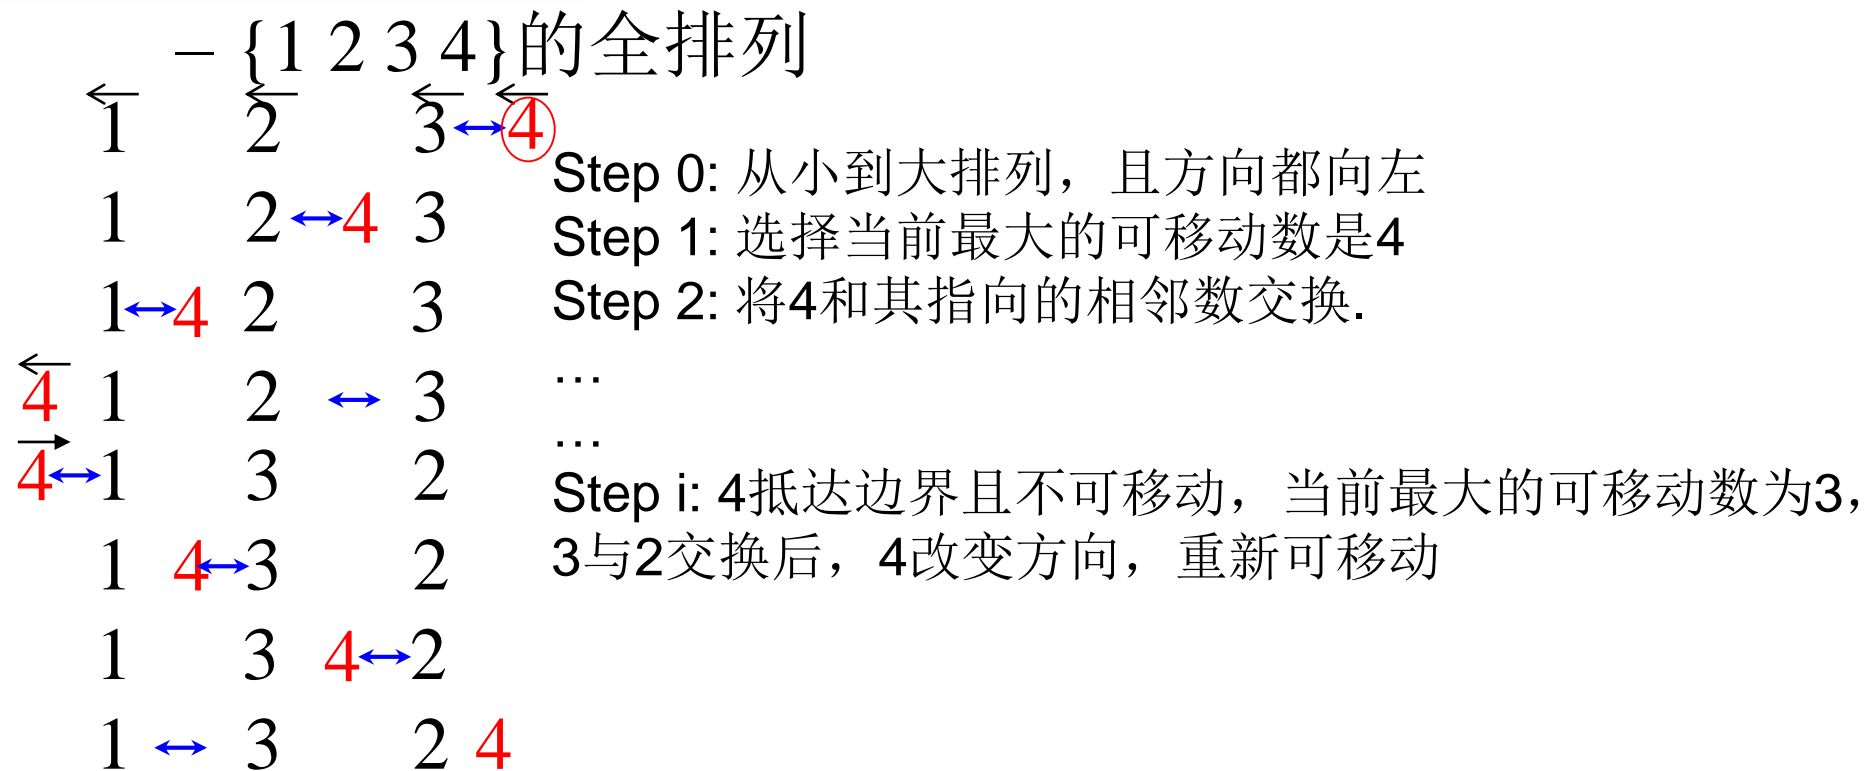 – {1 2 3 4}的全排列
1 2 3 4
Step 0: 从小到大排列，且方向都向左
1 2 4 3
Step 1: 选择当前最大的可移动数是4
1 4 2 3
Step 2: 将4和其指向的相邻数交换.
4 1 2 3
…
…
4 1 3 2
Step i: 4抵达边界且不可移动，当前最大的可移动数为3，
1 4 3 2
3与2交换后，4改变方向，重新可移动
1 3 4 2
1 3 2 4